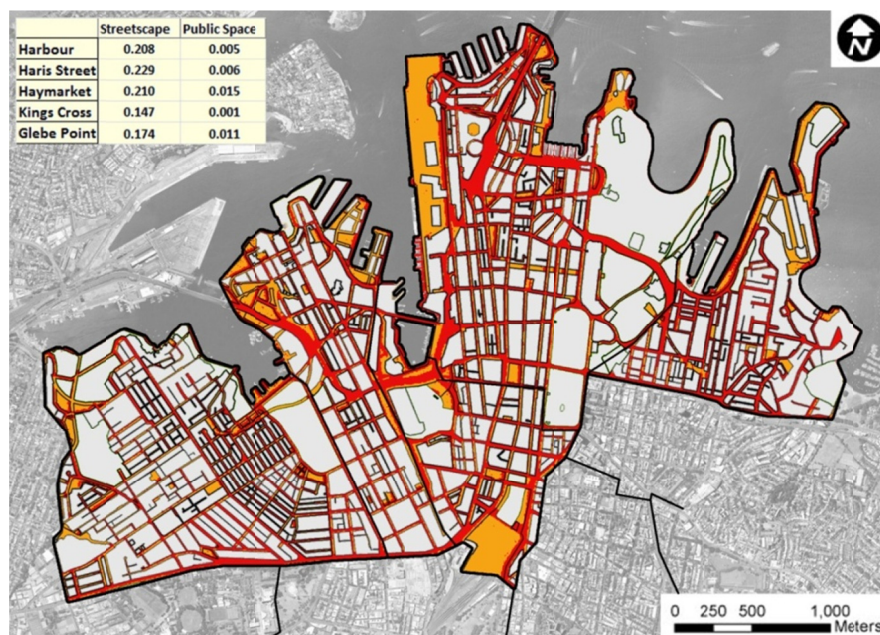 Streetscape Public Space
Harbour 0.208 0.005
Haris Street 0.229 0.006
Haymarket 0.210 0.015
Kings Cross 0.147 0.001
Glebe Point 0.174 0.011
N
0 250 500 1,000
Meters